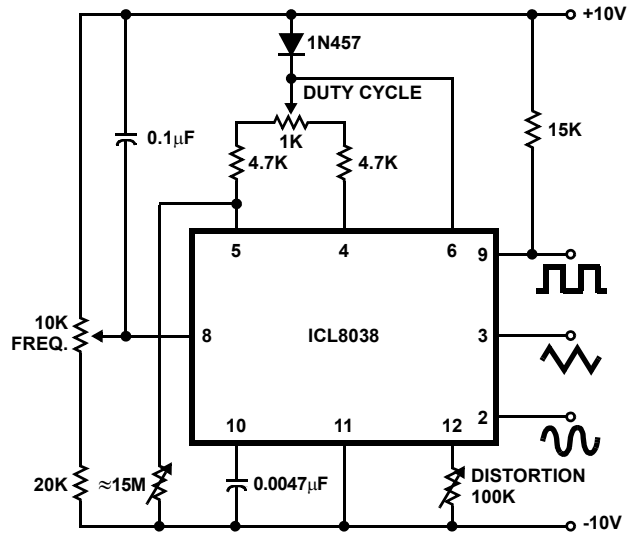 +10V
1N457
DUTY CYCLE
0.1μF
1K
15K
4.7K
4.7K
5
4
6
9
10K
FREQ.
8
ICL8038
3
10
11
12
2
20K
≈15M
0.0047μF
DISTORTION
100K
-10V